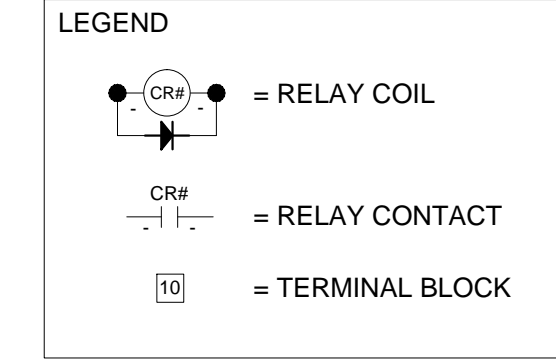 LEGEND
CR#
- -
= RELAY COIL
CR#
- -
= RELAY CONTACT
10
= TERMINAL BLOCK